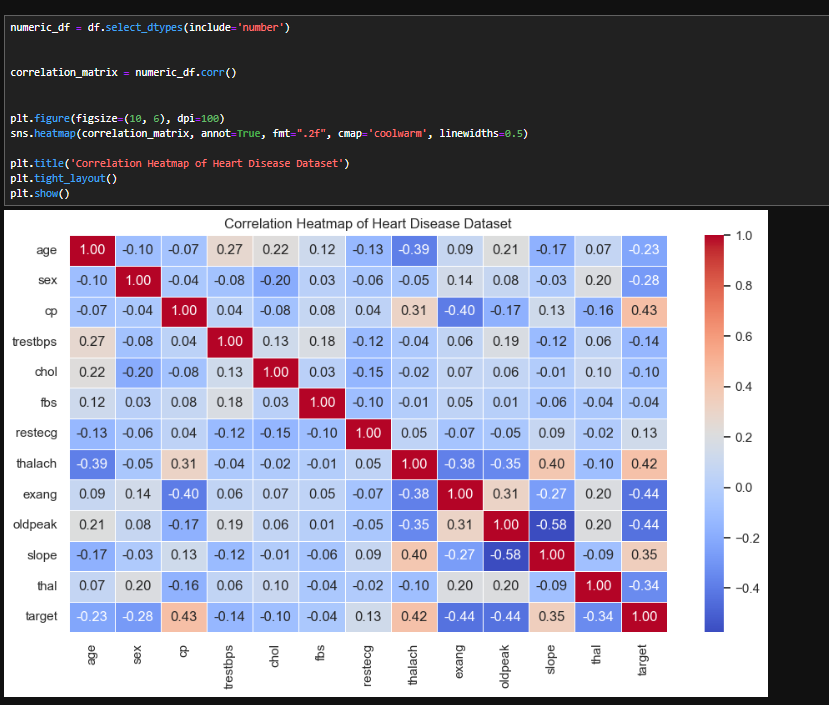 numeric_df = df.select_dtypes(include='number')
correlation_matrix = numeric_df.corr()
plt.figure(figsize=(10, 6), dpi=100)
sns.heatmap(correlation_matrix, annot=True, fmt=".2f", cmap='coolwarm', linewidths=0.5)
plt.title('Correlation Heatmap of Heart Disease Dataset')
plt.tight_layout()
plt.show()
Correlation Heatmap of Heart Disease Dataset
age 1.00 -0.10 -0.07 0.27 0.22 0.12 -0.13 -0.39 0.09 0.21 -0.17 0.07 -0.23
sex -0.10 1.00 -0.04 -0.08 -0.20 0.03 -0.06 -0.05 0.14 0.08 -0.03 0.20 -0.28
cp -0.07 -0.04 1.00 0.04 -0.08 0.08 0.04 0.31 -0.40 -0.17 0.13 -0.16 0.43
trestbps 0.27 -0.08 0.04 1.00 0.13 0.18 -0.12 -0.04 0.06 0.19 -0.12 0.06 -0.14
chol 0.22 -0.20 -0.08 0.13 1.00 0.03 -0.15 -0.02 0.07 0.06 -0.01 0.10 -0.10
fbs 0.12 0.03 0.08 0.18 0.03 1.00 -0.10 -0.01 0.05 0.01 -0.06 -0.04 -0.04
restecg -0.13 -0.06 0.04 -0.12 -0.15 -0.10 1.00 0.05 -0.07 -0.05 0.09 -0.02 0.13
thalach -0.39 -0.05 0.31 -0.04 -0.02 -0.01 0.05 1.00 -0.38 -0.35 0.40 -0.10 0.42
exang 0.09 0.14 -0.40 0.06 0.07 0.05 -0.07 -0.38 1.00 0.31 -0.27 0.20 -0.44
oldpeak 0.21 0.08 -0.17 0.19 0.06 0.01 -0.05 -0.35 0.31 1.00 -0.58 0.20 -0.44
slope -0.17 -0.03 0.13 -0.12 -0.01 -0.06 0.09 0.40 -0.27 -0.58 1.00 -0.09 0.35
thal 0.07 0.20 -0.16 0.06 0.10 -0.04 -0.02 -0.10 0.20 0.20 -0.09 1.00 -0.34
target -0.23 -0.28 0.43 -0.14 -0.10 -0.04 0.13 0.42 -0.44 -0.44 0.35 -0.34 1.00
age sex cp trestbps chol fbs restecg thalach exang oldpeak slope thal target
1.0
0.8
0.6
0.4
0.2
0.0
−0.2
−0.4